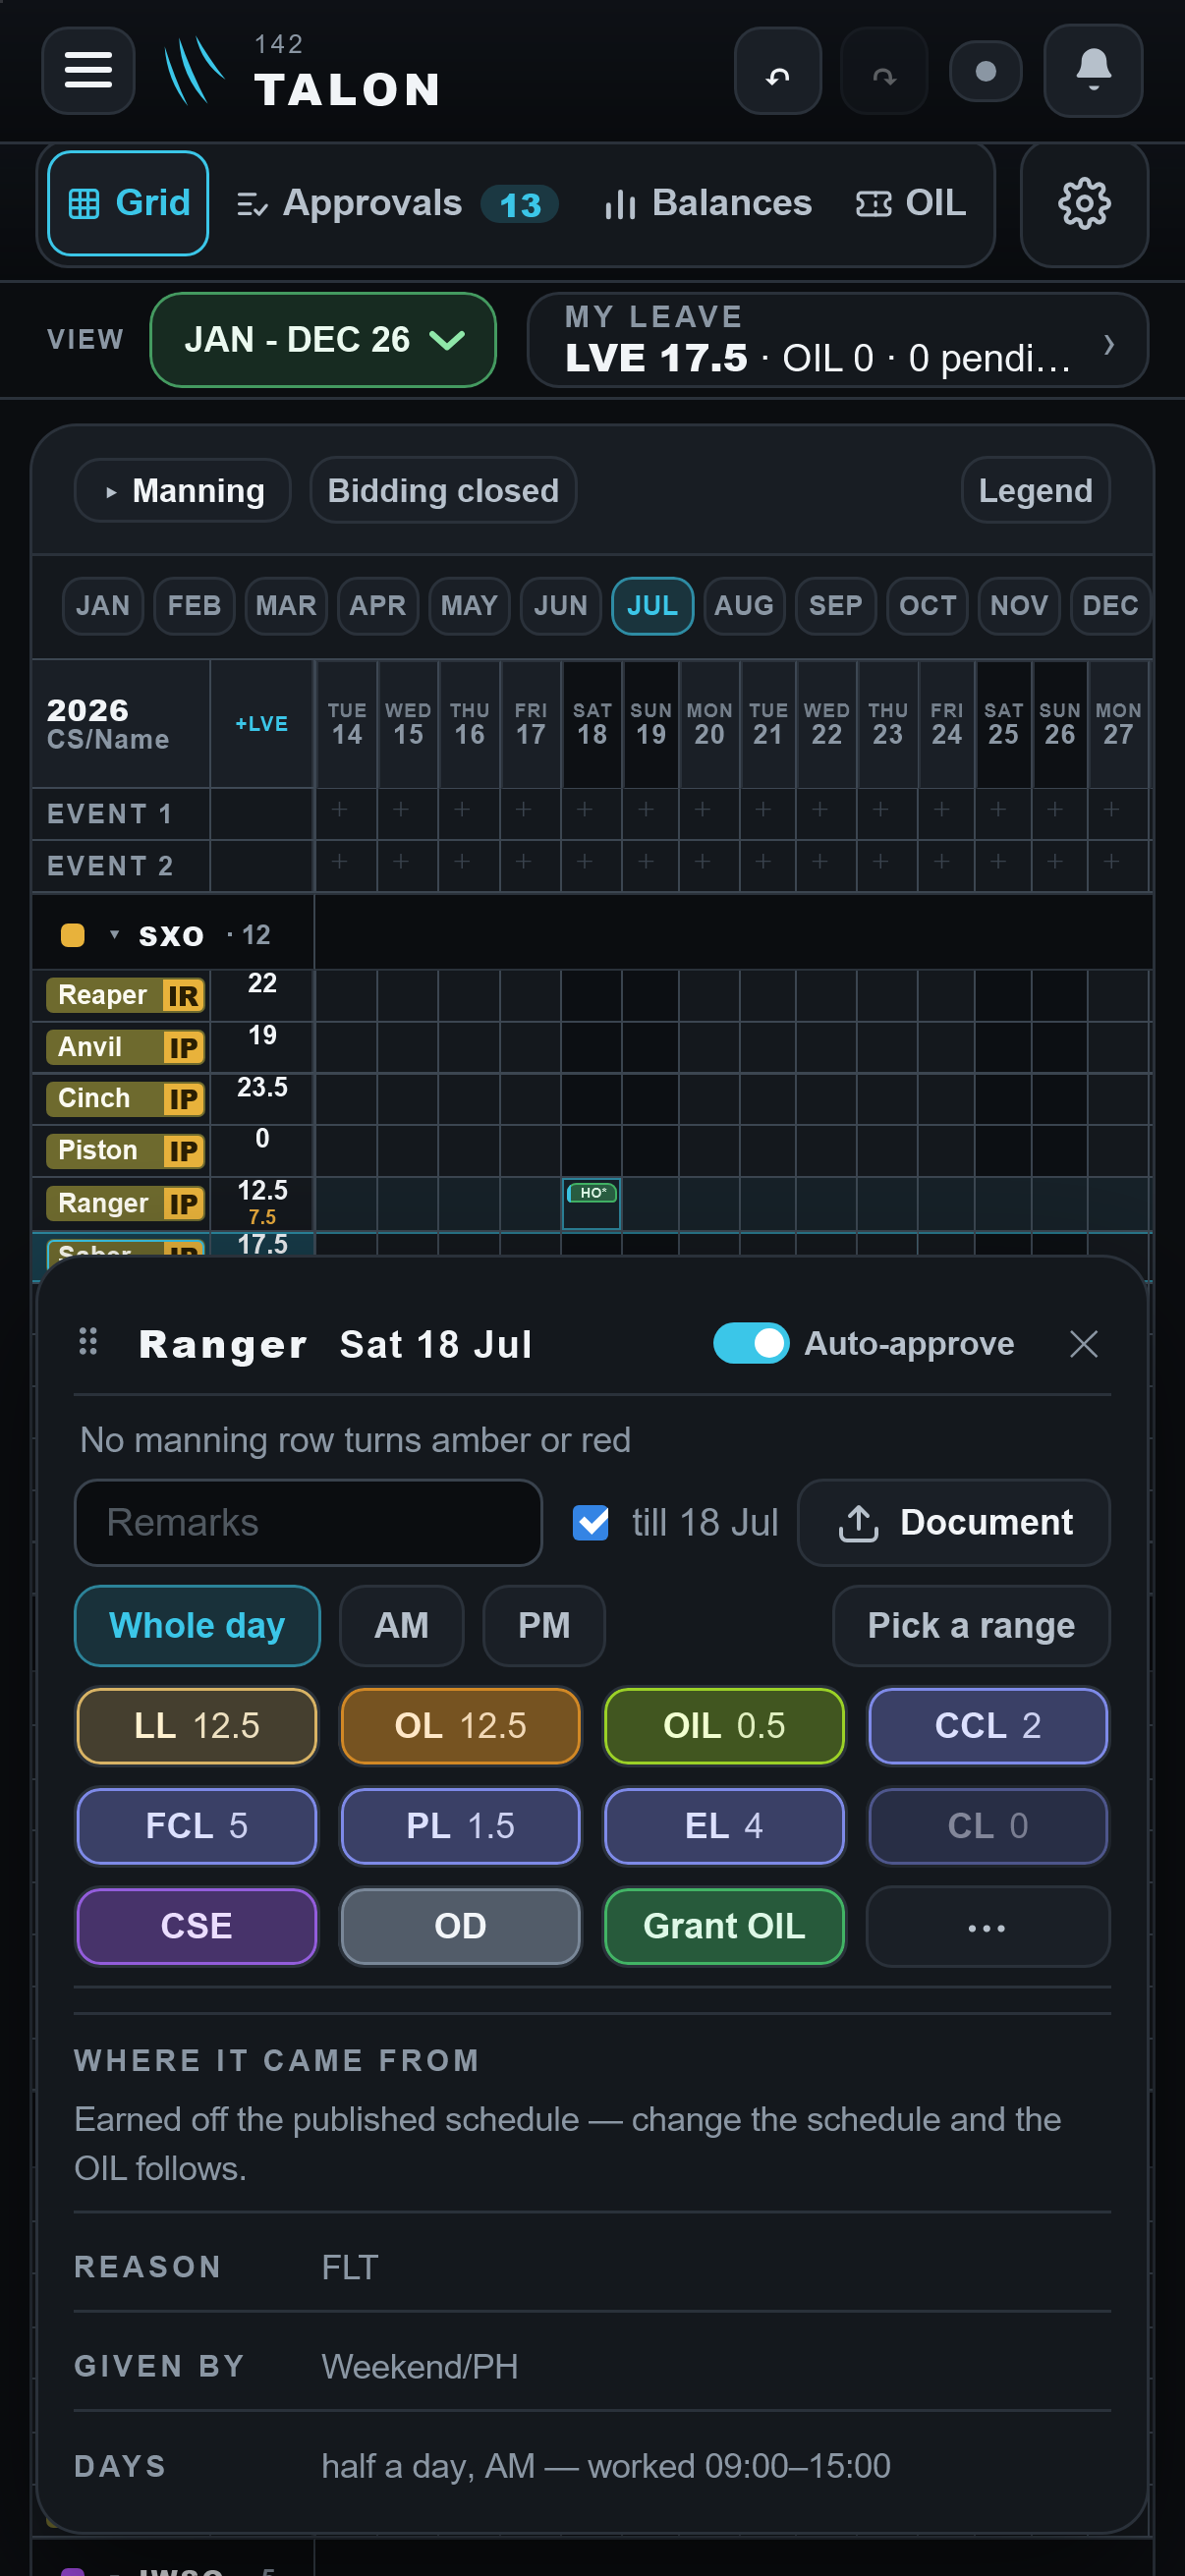 142
TALON
Grid
Approvals 13
Balances
OIL
VIEW
JAN - DEC 26
MY LEAVE
LVE 17.5 · OIL 0 · 0 pendi…
Manning
Bidding closed
Legend
JAN FEB MAR APR MAY JUN JUL AUG SEP OCT NOV DEC
2026
CS/Name
+LVE
TUE WED THU FRI SAT SUN MON TUE WED THU FRI SAT SUN MON
14 15 16 17 18 19 20 21 22 23 24 25 26 27
EVENT 1 + + + + + + + + + + + + + +
EVENT 2 + + + + + + + + + + + + + +
SXO · 12
Reaper IR 22
Anvil IP 19
Cinch IP 23.5
Piston IP 0
Ranger IP 12.5
7.5
HO*
Saber IP 17.5
Ranger Sat 18 Jul
Auto-approve
No manning row turns amber or red
Remarks
till 18 Jul
Document
Whole day
AM
PM
Pick a range
LL 12.5
OL 12.5
OIL 0.5
CCL 2
FCL 5
PL 1.5
EL 4
CL 0
CSE
OD
Grant OIL
...
WHERE IT CAME FROM
Earned off the published schedule — change the schedule and the
OIL follows.
REASON FLT
GIVEN BY Weekend/PH
DAYS half a day, AM — worked 09:00–15:00